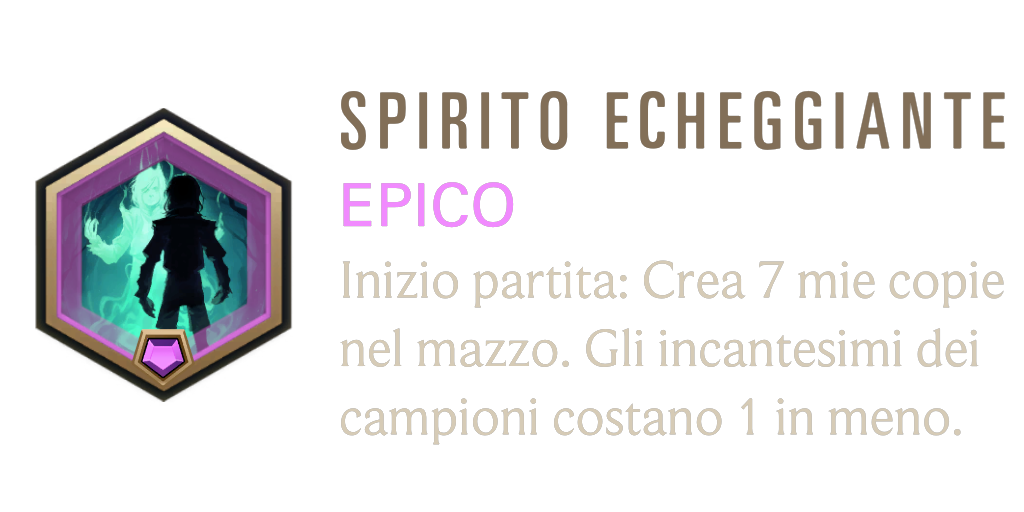 SPIRITO ECHEGGIANTE
EPICO
Inizio partita: Crea 7 mie copie
nel mazzo. Gli incantesimi dei
campioni costano 1 in meno.